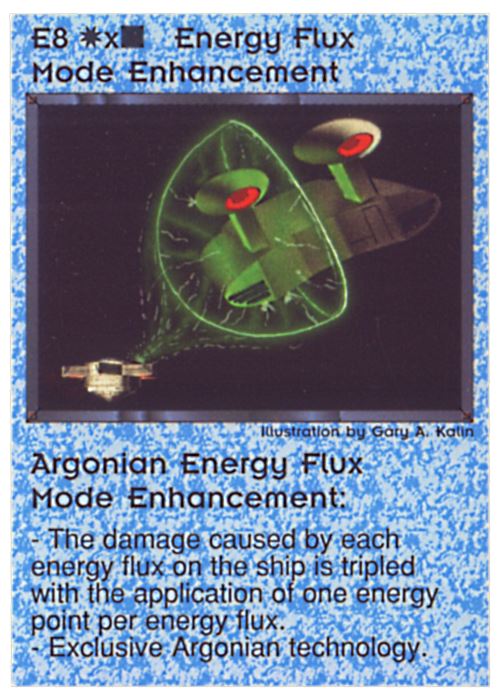 E8 ✷x■ Energy Flux
Mode Enhancement
Illustration by Gary A. Kalin
Argonian Energy Flux
Mode Enhancement:
- The damage caused by each
energy flux on the ship is tripled
with the application of one energy
point per energy flux.
- Exclusive Argonian technology.